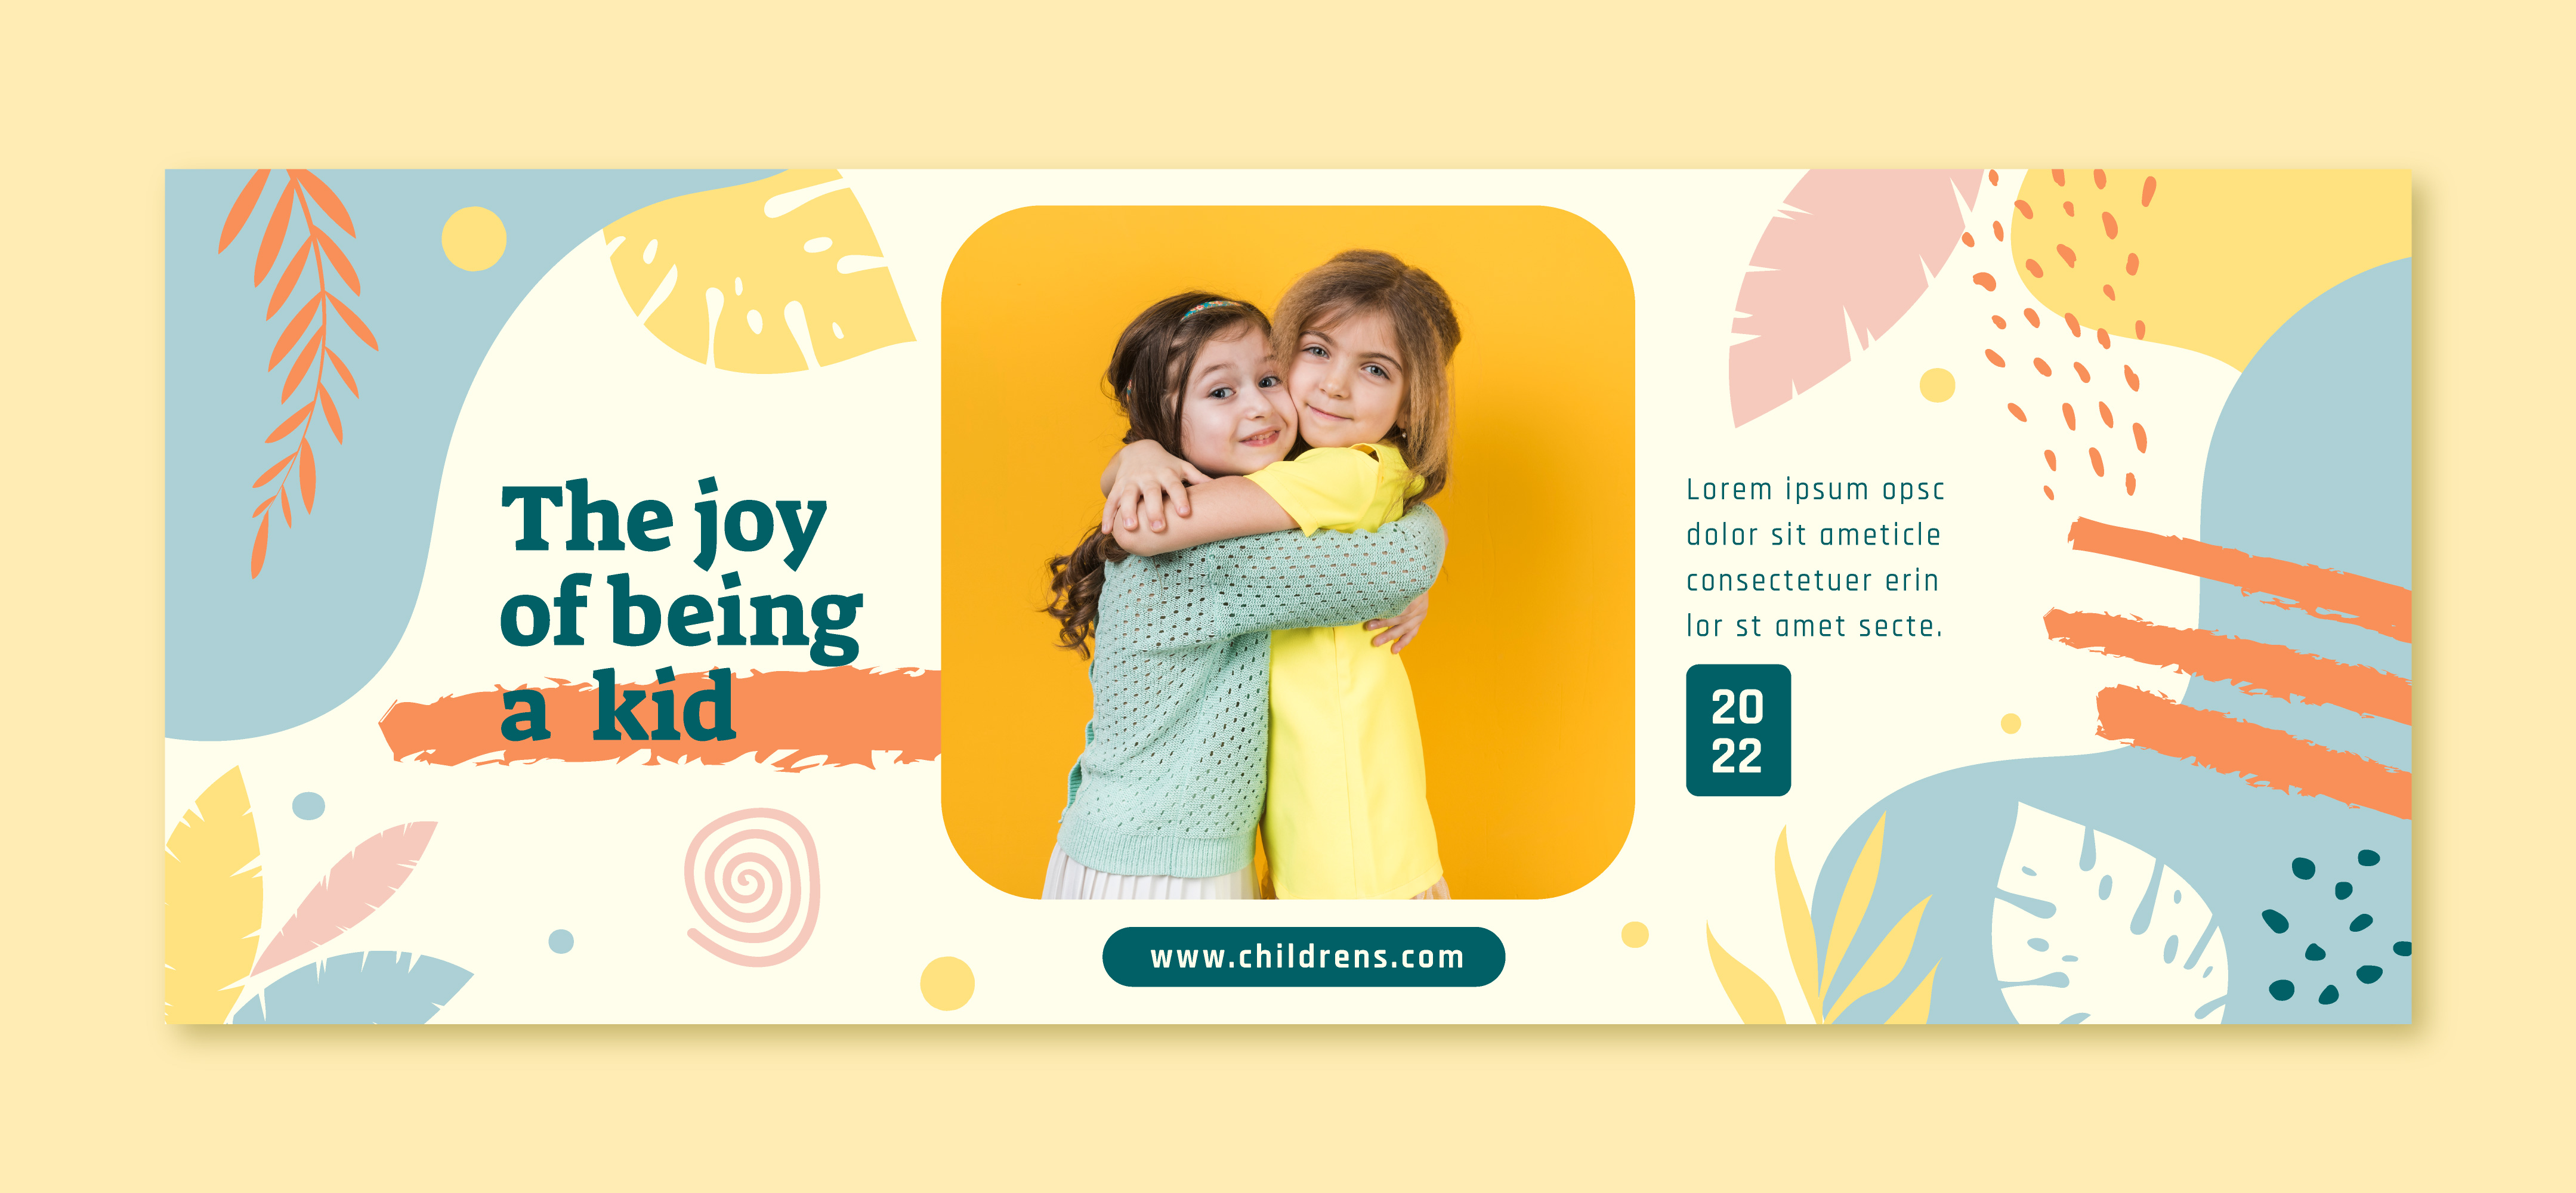 The joy
of being
a kid
Lorem ipsum opsc
dolor sit ameticle
consectetuer erin
lor st amet secte.
20
22
www.childrens.com